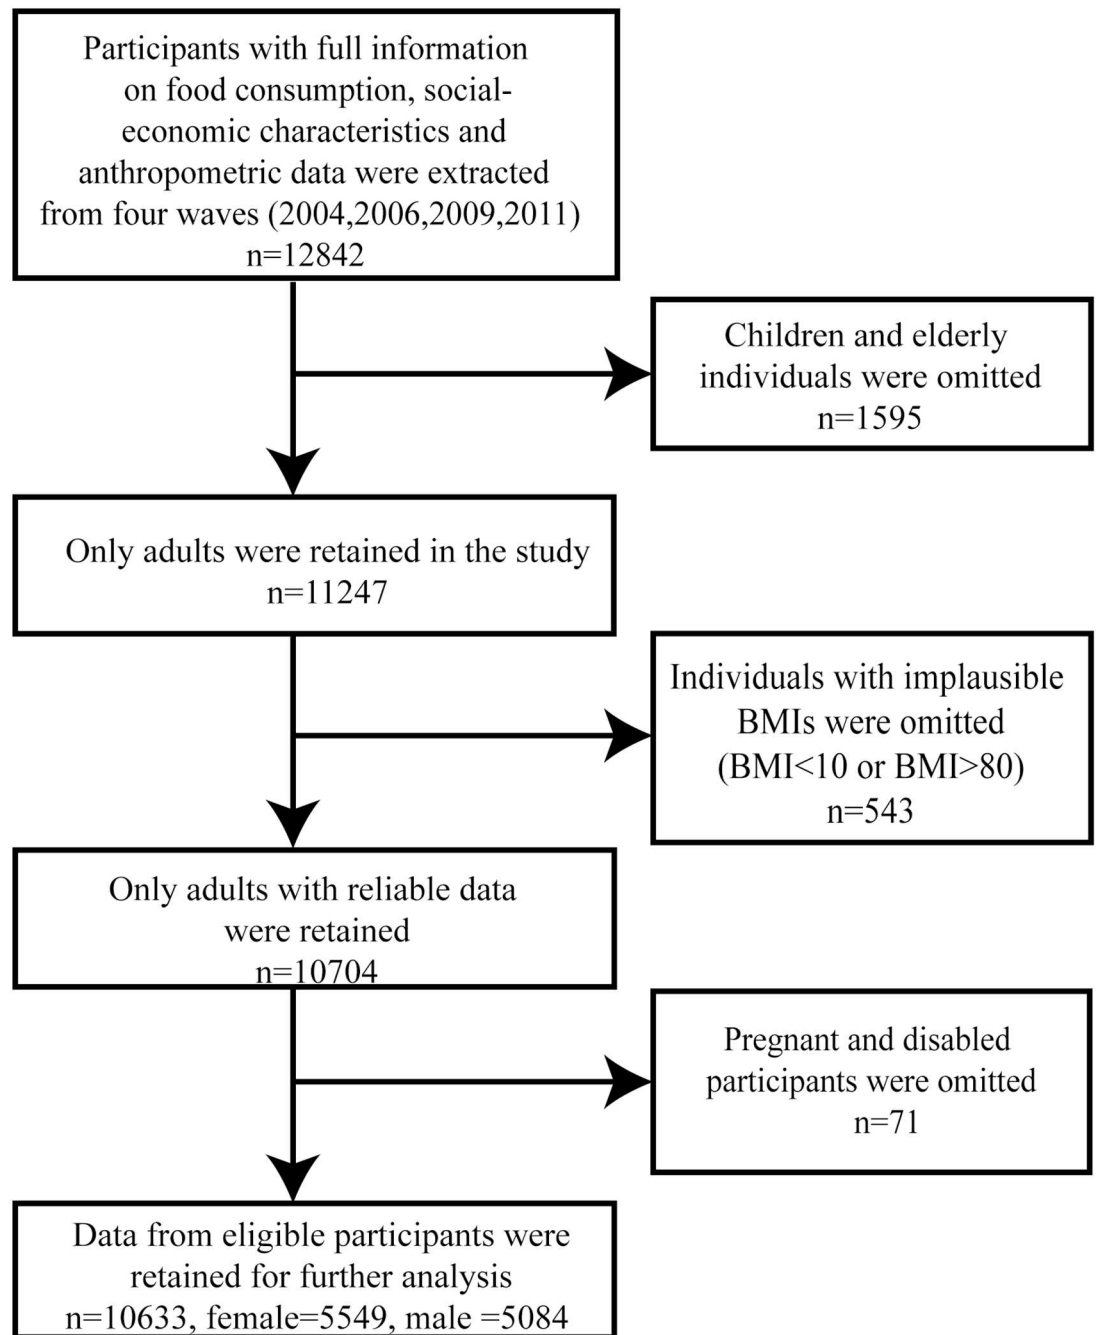 Participants with full information
on food consumption, social-
economic characteristics and
anthropometric data were extracted
from four waves (2004,2006,2009,2011)
n=12842
Children and elderly
individuals were omitted
n=1595
Only adults were retained in the study
n=11247
Individuals with implausible
BMIs were omitted
(BMI<10 or BMI>80)
n=543
Only adults with reliable data
were retained
n=10704
Pregnant and disabled
participants were omitted
n=71
Data from eligible participants were
retained for further analysis
n=10633, female=5549, male =5084